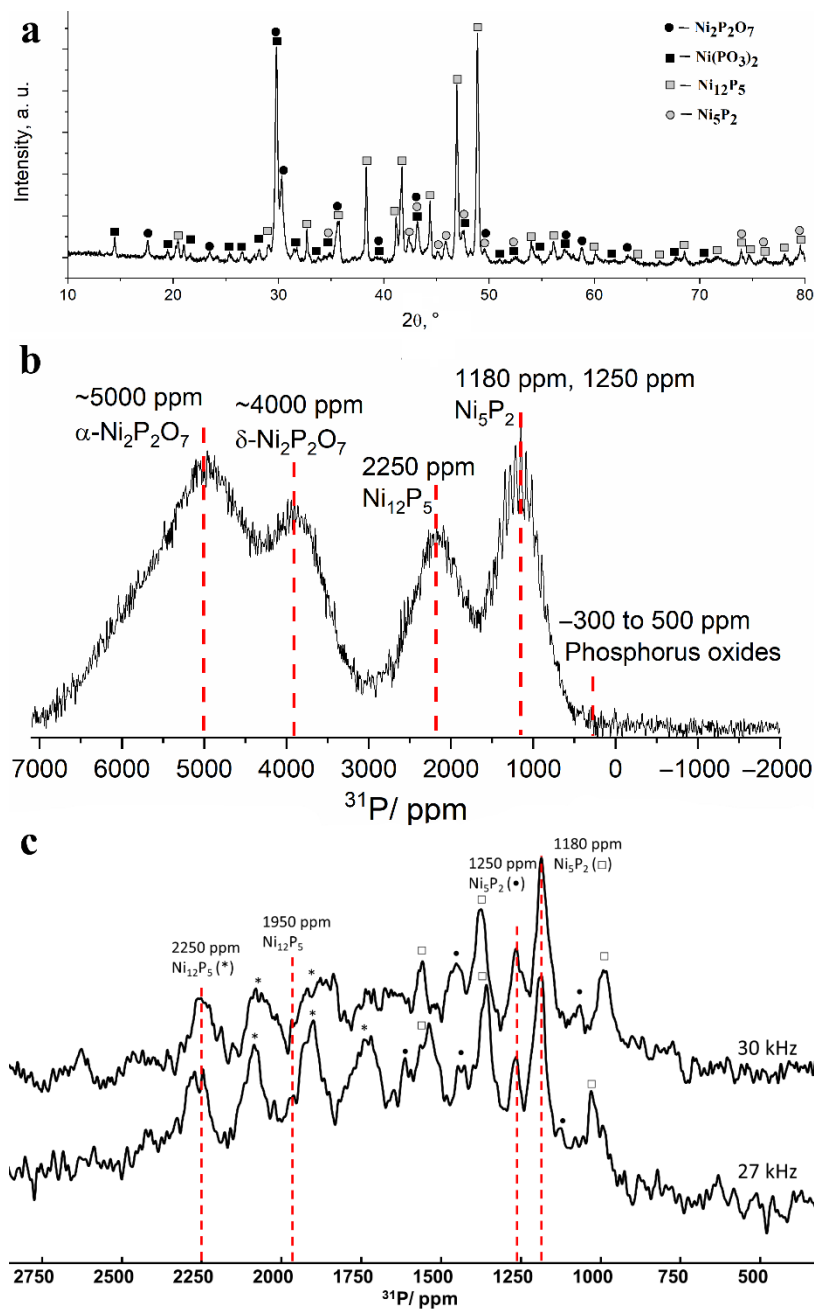 a
Intensity, a. u.
● – Ni₂P₂O₇
■ – Ni(PO₃)₂
□ – Ni₁₂P₅
○ – Ni₅P₂
10 20 30 40 50 60 70 80
2θ, °
b
~5000 ppm
α-Ni₂P₂O₇
~4000 ppm
δ-Ni₂P₂O₇
2250 ppm
Ni₁₂P₅
1180 ppm, 1250 ppm
Ni₅P₂
–300 to 500 ppm
Phosphorus oxides
7000 6000 5000 4000 3000 2000 1000 0 –1000 –2000
³¹P/ ppm
c
2250 ppm
Ni₁₂P₅ (*)
1950 ppm
Ni₁₂P₅
1250 ppm
Ni₅P₂ (•)
1180 ppm
Ni₅P₂ (□)
30 kHz
27 kHz
2750 2500 2250 2000 1750 1500 1250 1000 750 500
³¹P/ ppm